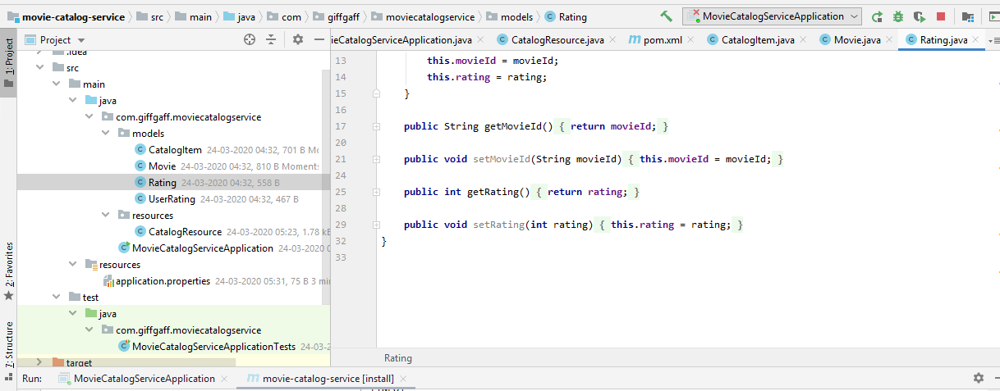 movie-catalog-service src main java com giffgaff moviecatalogservice models Rating MovieCatalogServiceApplication
1: Project
Project
ieCatalogServiceApplication.java CatalogResource.java pom.xml CatalogItem.java Movie.java Rating.java
.idea
src
main
java
com.giffgaff.moviecatalogservice
models
CatalogItem 24-03-2020 04:32, 701 B Mo
Movie 24-03-2020 04:32, 810 B Moments
Rating 24-03-2020 04:32, 558 B
UserRating 24-03-2020 04:32, 467 B
resources
CatalogResource 24-03-2020 05:23, 1.78 kB
MovieCatalogServiceApplication 24-03-2020 0
resources
application.properties 24-03-2020 05:31, 75 B 3 min
test
java
com.giffgaff.moviecatalogservice
MovieCatalogServiceApplicationTests 24-03-2
target
2: Favorites
7: Structure
13 this.movieId = movieId;
14 this.rating = rating;
15 }
16
17 public String getMovieId() { return movieId; }
20
21 public void setMovieId(String movieId) { this.movieId = movieId; }
24
25 public int getRating() { return rating; }
28
29 public void setRating(int rating) { this.rating = rating; }
32 }
33
Rating
Run: MovieCatalogServiceApplication movie-catalog-service [install]